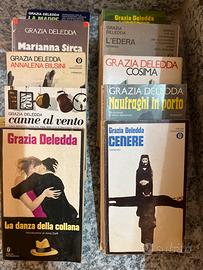 LA MADRE
GRAZIA DELEDDA
Marianna Sirca
GRAZIA DELEDDA
ANNALENA BILSINI
GRAZIA DELEDDA
canne al vento
Grazia Deledda
La danza della collana
Grazia Deledda
GRAZIA DELEDDA
L'EDERA
GRAZIA DELEDDA
COSIMA
GRAZIA DELEDDA
Naufraghi in porto
Grazia Deledda
CENERE
subito